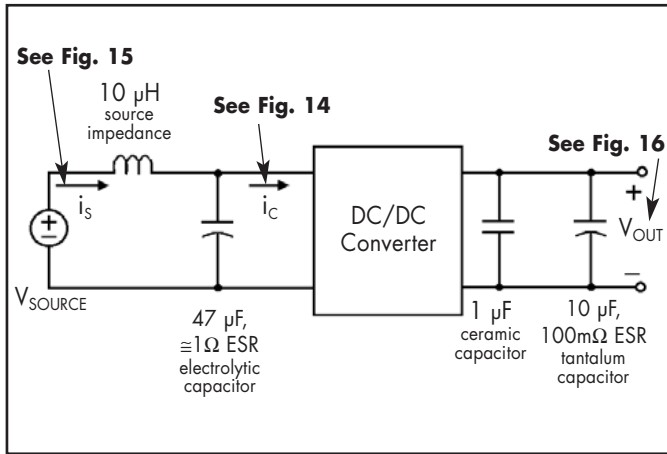 See Fig. 15
10 µH
source
impedance
See Fig. 14
See Fig. 16
iS
iC
DC/DC
Converter
+
VOUT
−
+
−
VSOURCE
47 µF,
≅1Ω ESR
electrolytic
capacitor
1 µF
ceramic
capacitor
10 µF,
100mΩ ESR
tantalum
capacitor